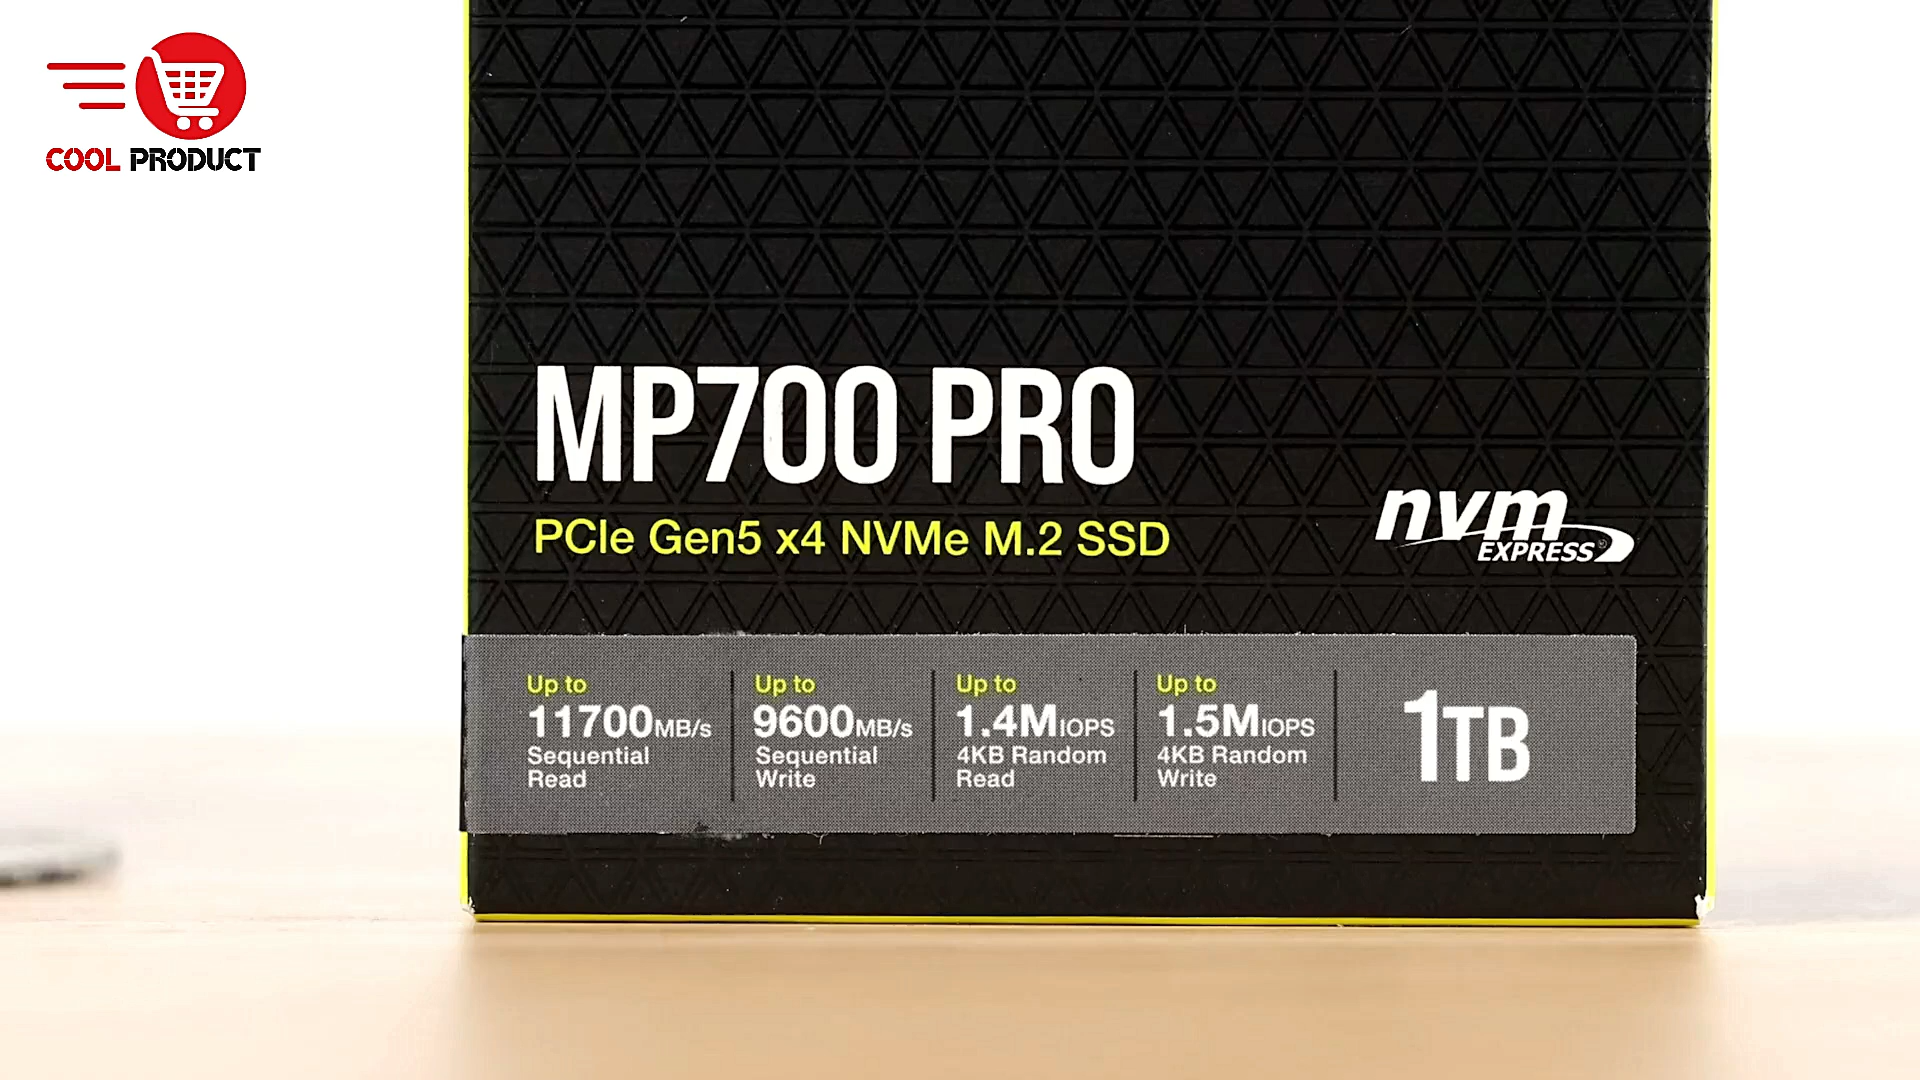 COOL PRODUCT
MP700 PRO
PCIe Gen5 x4 NVMe M.2 SSD
nvm
EXPRESS®
Up to
11700MB/s
Sequential
Read
Up to
9600MB/s
Sequential
Write
Up to
1.4MIOPS
4KB Random
Read
Up to
1.5MIOPS
4KB Random
Write
1TB